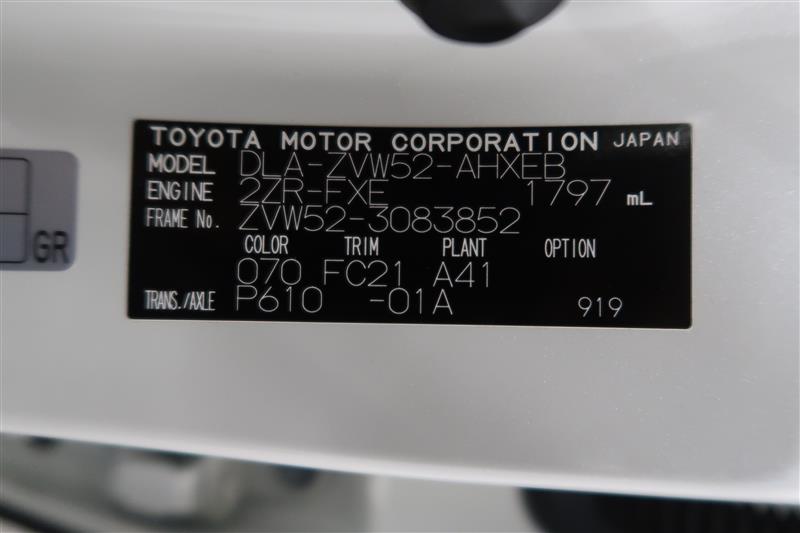 TOYOTA MOTOR CORPORATION JAPAN
MODEL DLA-ZVW52-AHXEB
ENGINE 2ZR-FXE 1797 mL
FRAME No. ZVW52-3083852
COLOR TRIM PLANT OPTION
070 FC21 A41
TRANS./AXLE P610 -01A 919
GR